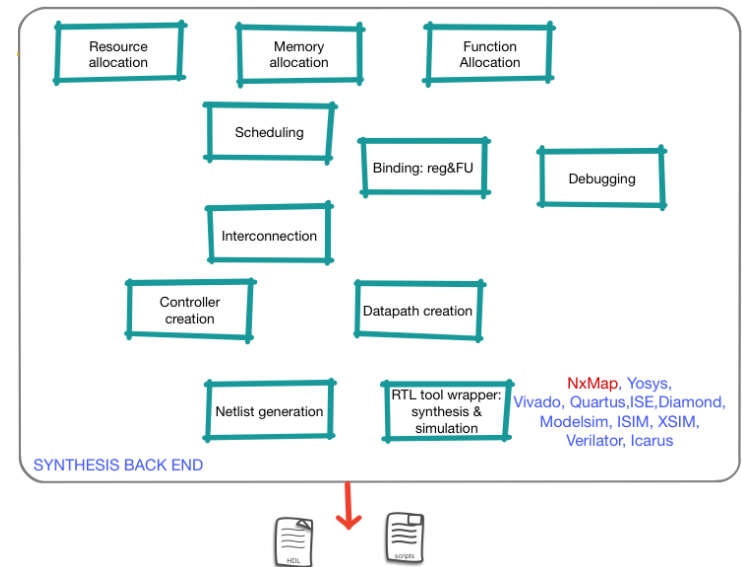 Resource
allocation
Memory
allocation
Function
Allocation
Scheduling
Binding: reg&FU
Debugging
Interconnection
Controller
creation
Datapath creation
Netlist generation
RTL tool wrapper:
synthesis &
simulation
NxMap, Yosys,
Vivado, Quartus,ISE,Diamond,
Modelsim, ISIM, XSIM,
Verilator, Icarus
SYNTHESIS BACK END
HDL
scripts